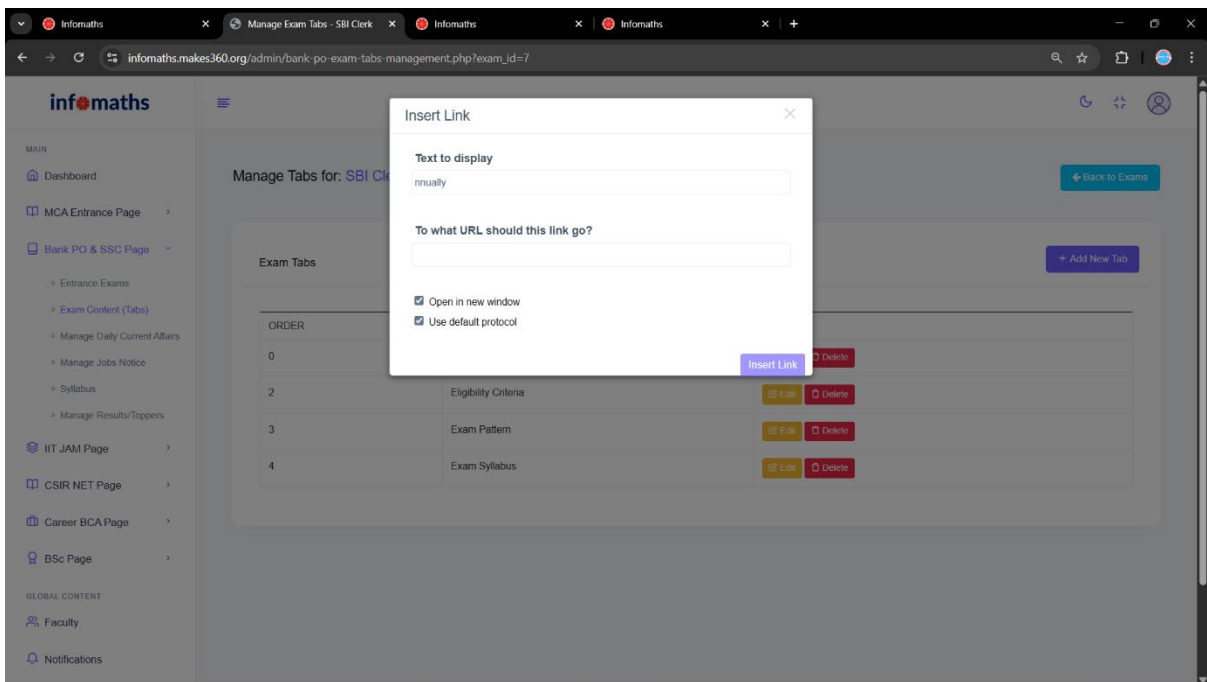 Infomaths
Manage Exam Tabs - SBI Clerk
Infomaths
Infomaths
infomaths.makes360.org/admin/bank-po-exam-tabs-management.php?exam_id=7
infomaths
MAIN
Dashboard
MCA Entrance Page
Bank PO & SSC Page
Entrance Exams
Exam Content (Tabs)
Manage Daily Current Affairs
Manage Jobs Notice
Syllabus
Manage Results/Toppers
IIT JAM Page
CSIR NET Page
Career BCA Page
BSc Page
GLOBAL CONTENT
Faculty
Notifications
Manage Tabs for: SBI Cle
Back to Exams
Exam Tabs
+ Add New Tab
ORDER
0 Delete
2 Eligibility Criteria Edit Delete
3 Exam Pattern Edit Delete
4 Exam Syllabus Edit Delete
Insert Link
Text to display
nnually
To what URL should this link go?
Open in new window
Use default protocol
Insert Link